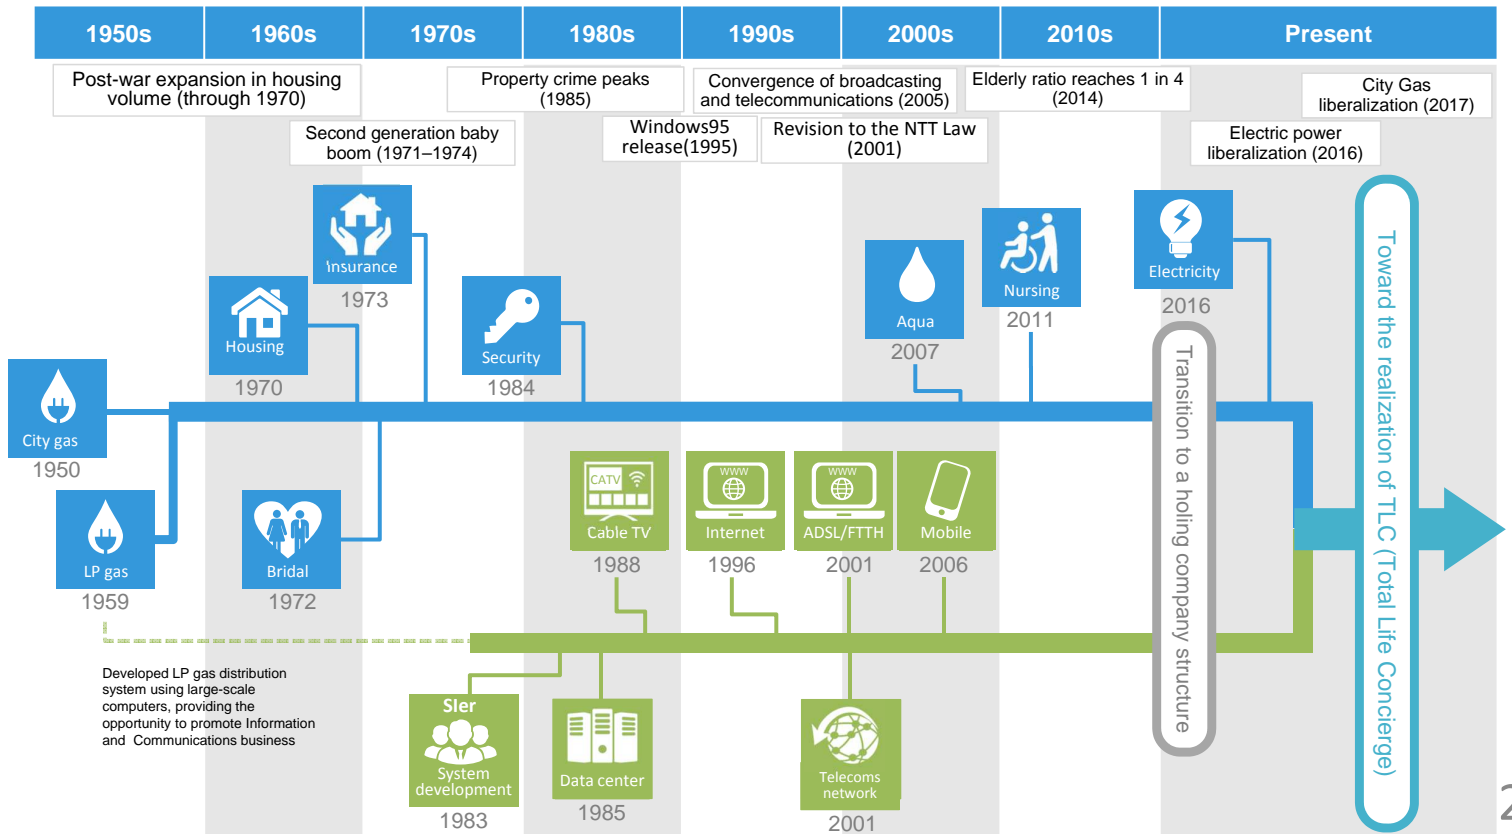 1950s
1960s
1970s
1980s
1990s
2000s
2010s
Present
Post-war expansion in housing
volume (through 1970)
Property crime peaks
(1985)
Convergence of broadcasting
and telecommunications (2005)
Elderly ratio reaches 1 in 4
(2014)
City Gas
liberalization (2017)
Second generation baby
boom (1971–1974)
Windows95
release(1995)
Revision to the NTT Law
(2001)
Electric power
liberalization (2016)
Insurance
1973
Housing
1970
Security
1984
Aqua
2007
Nursing
2011
Electricity
2016
City gas
1950
LP gas
1959
Bridal
1972
CATV
Cable TV
1988
WWW
Internet
1996
WWW
ADSL/FTTH
2001
Mobile
2006
Developed LP gas distribution
system using large-scale
computers, providing the
opportunity to promote Information
and Communications business
SIer
System
development
1983
Data center
1985
Telecoms
network
2001
Transition to a holing company structure
Toward the realization of TLC (Total Life Concierge)
2